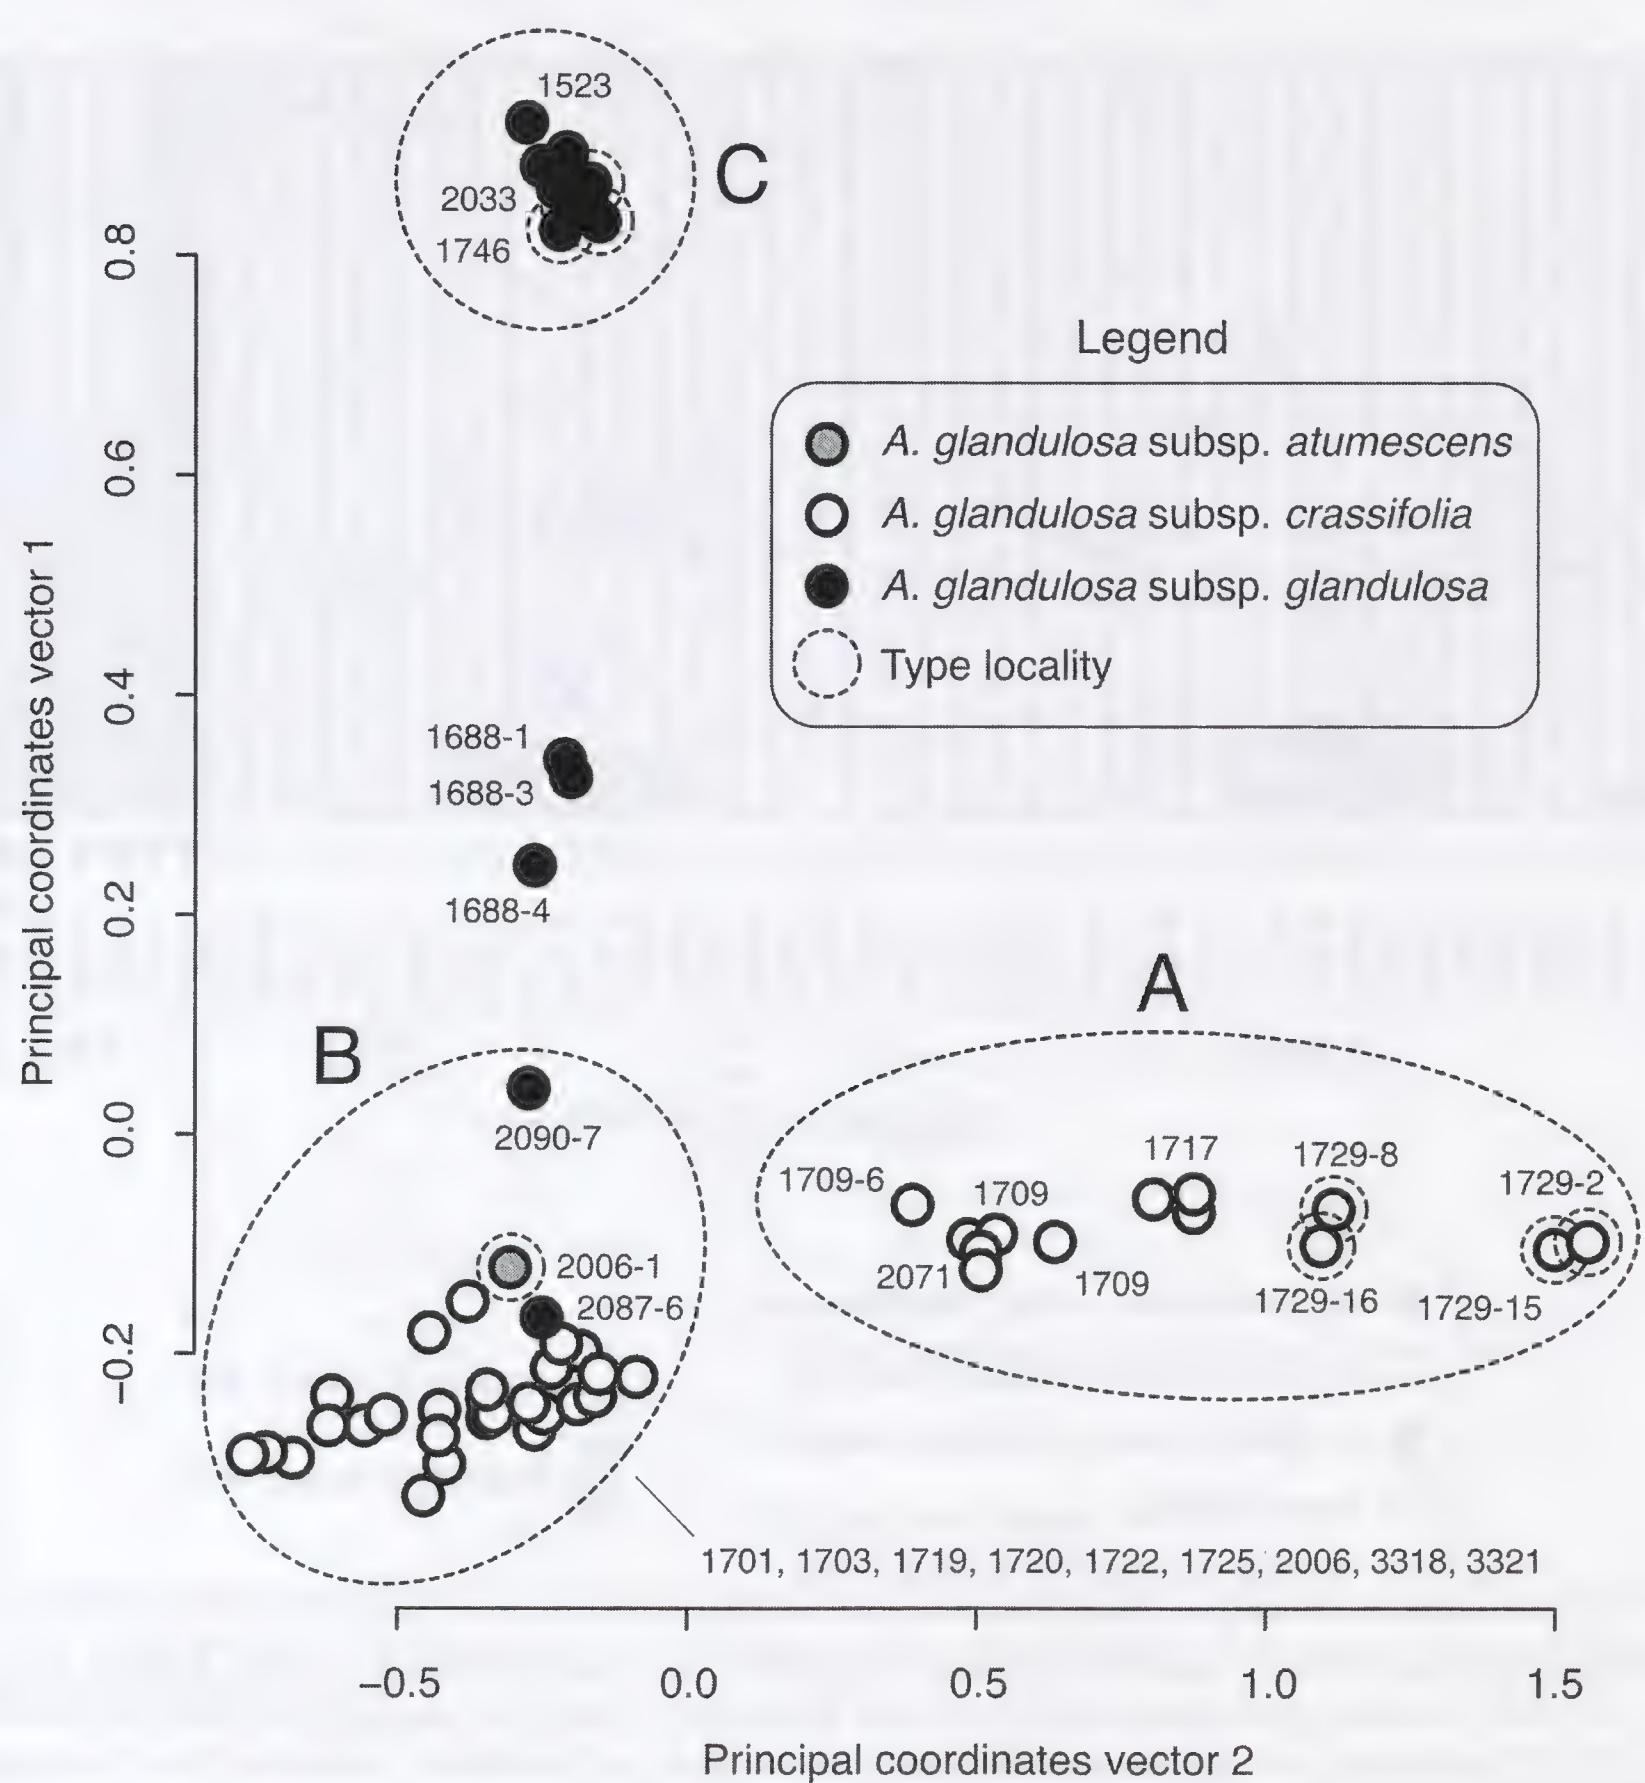 1523
C
2033
1746
0.8
Legend
A. glandulosa subsp. atumescens
0.6
A. glandulosa subsp. crassifolia
A. glandulosa subsp. glandulosa
Type locality
0.4
1688-1
1688-3
Principal coordinates vector 1
0.2
1688-4
A
B
0.0
2090-7
1717
1729-8
1709-6
1709
1729-2
2006-1
2071
1709
2087-6
1729-16
1729-15
−0.2
1701, 1703, 1719, 1720, 1722, 1725, 2006, 3318, 3321
−0.5
0.0
0.5
1.0
1.5
Principal coordinates vector 2